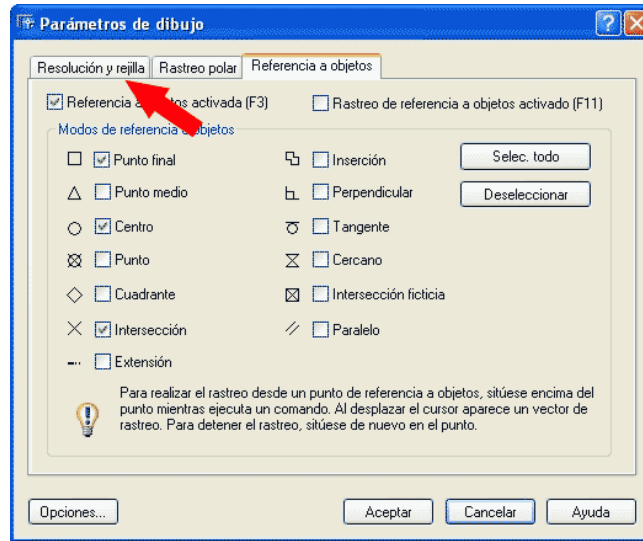 Parámetros de dibujo
Resolución y rejilla Rastreo polar Referencia a objetos
Referencia a objetos activada (F3) Rastreo de referencia a objetos activado (F11)
Modos de referencia a objetos
Punto final Inserción Selec. todo
Punto medio Perpendicular Deseleccionar
Centro Tangente
Punto Cercano
Cuadrante Intersección ficticia
Intersección Paralelo
Extensión
Para realizar el rastreo desde un punto de referencia a objetos, sitúese encima del
punto mientras ejecuta un comando. Al desplazar el cursor aparece un vector de
rastreo. Para detener el rastreo, sitúese de nuevo en el punto.
Opciones... Aceptar Cancelar Ayuda